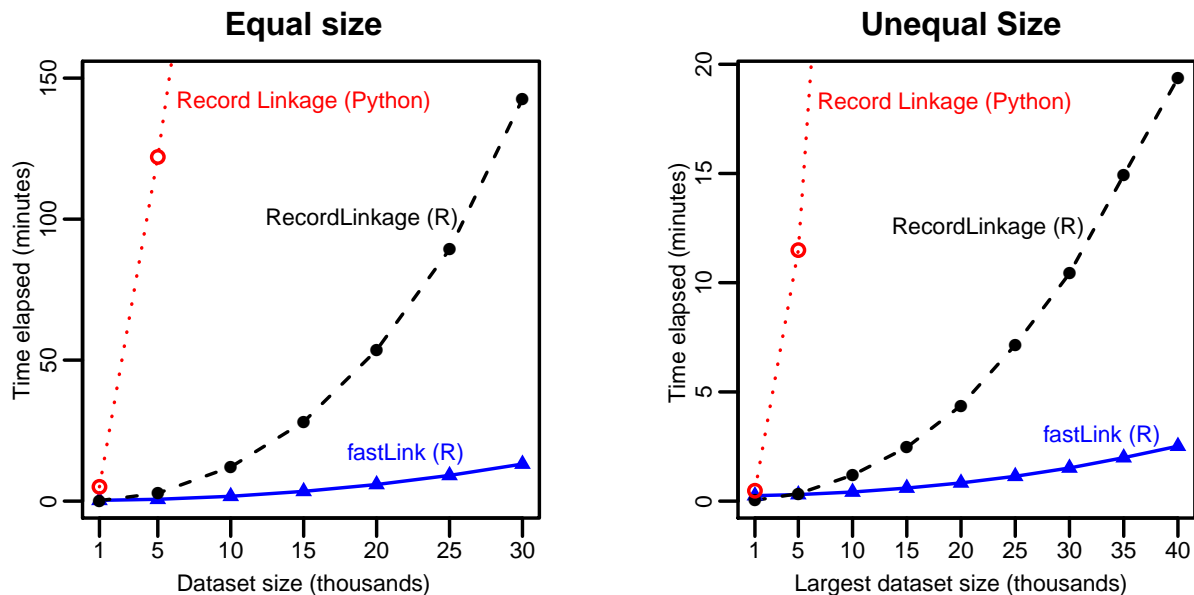 Equal size
150
100
50
0
Time elapsed (minutes)
Record Linkage (Python)
RecordLinkage (R)
fastLink (R)
1 5 10 15 20 25 30
Dataset size (thousands)
Unequal Size
20
15
10
5
0
Time elapsed (minutes)
Record Linkage (Python)
RecordLinkage (R)
fastLink (R)
1 5 10 15 20 25 30 35 40
Largest dataset size (thousands)